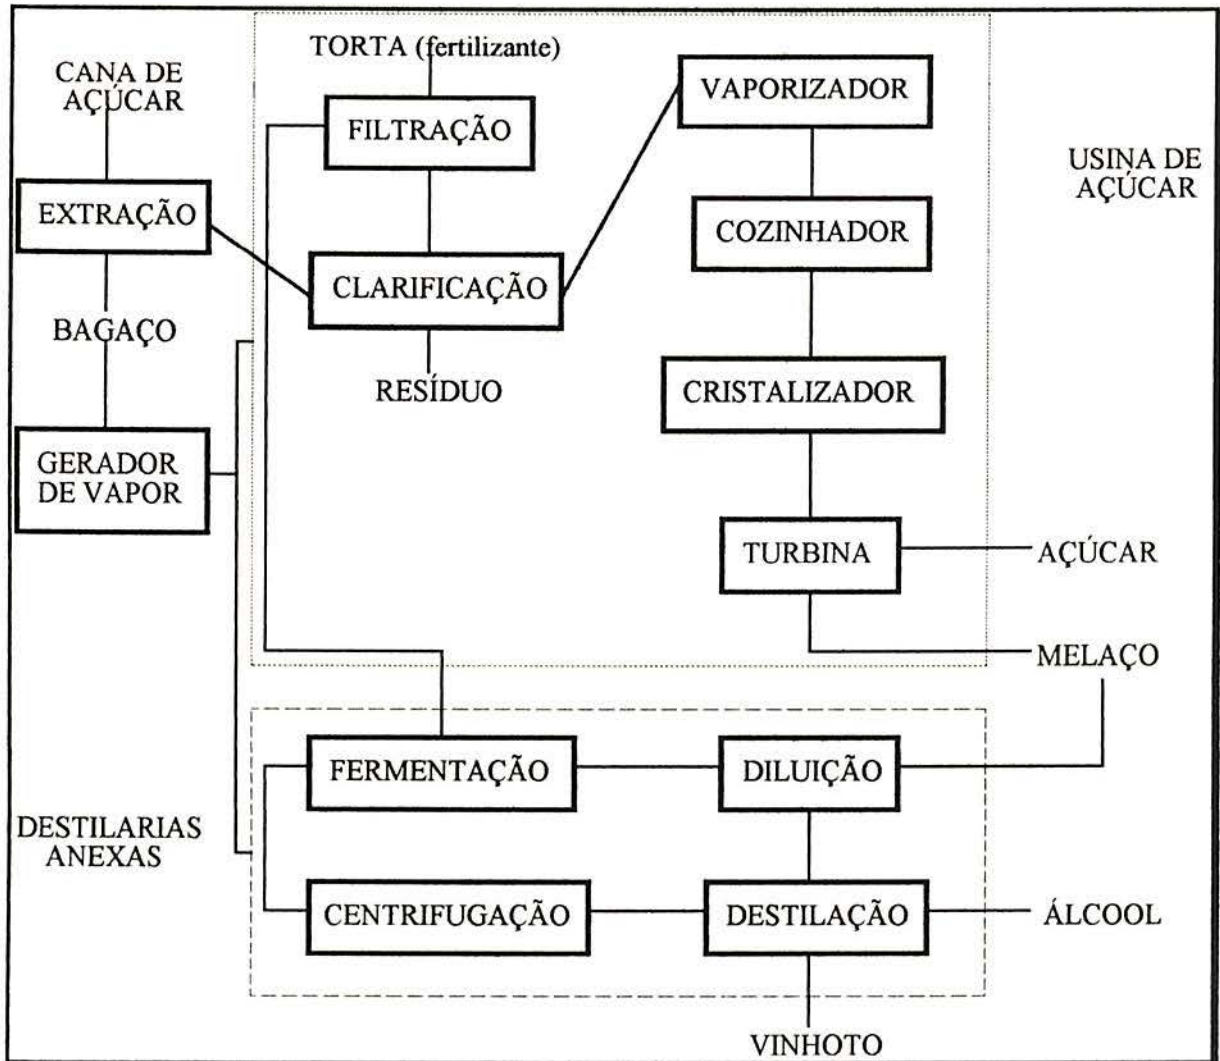 TORTA (fertilizante)
CANA DE
AÇÚCAR
VAPORIZADOR
FILTRAÇÃO
USINA DE
AÇÚCAR
EXTRAÇÃO
COZINHADOR
CLARIFICAÇÃO
BAGAÇO
RESÍDUO
CRISTALIZADOR
GERADOR
DE VAPOR
TURBINA
AÇÚCAR
MELAÇO
FERMENTAÇÃO
DILUIÇÃO
DESTILARIAS
ANEXAS
CENTRIFUGAÇÃO
DESTILAÇÃO
ÁLCOOL
VINHOTO